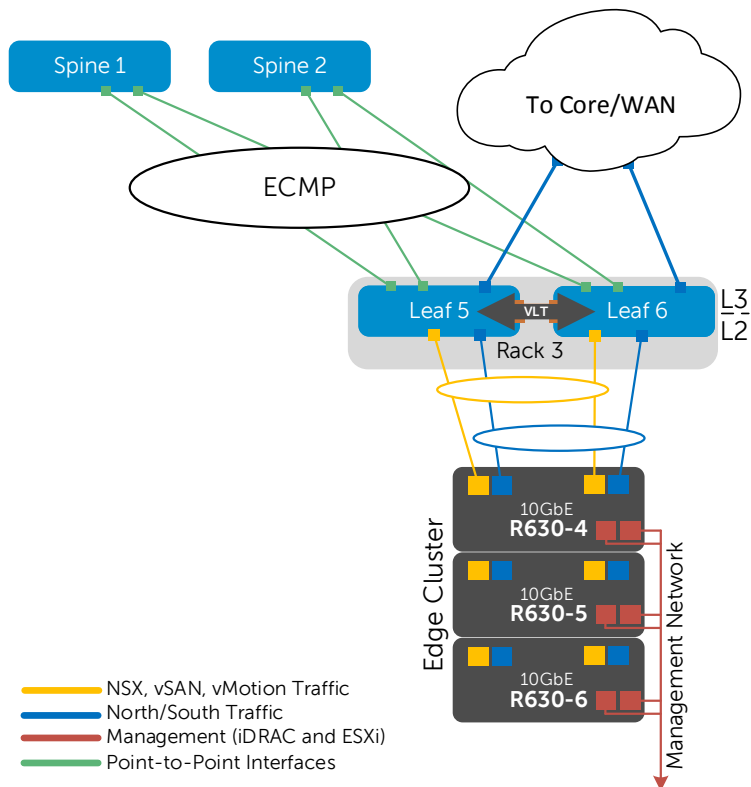 Spine 1
Spine 2
To Core/WAN
ECMP
Leaf 5
VLT
Leaf 6
L3
L2
Rack 3
10GbE
R630-4
10GbE
R630-5
10GbE
R630-6
Edge Cluster
Management Network
NSX, vSAN, vMotion Traffic
North/South Traffic
Management (iDRAC and ESXi)
Point-to-Point Interfaces